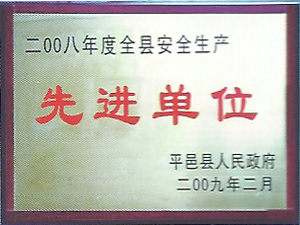 二00八年度全县安全生产
先进单位
平邑县人民政府
二00九年二月